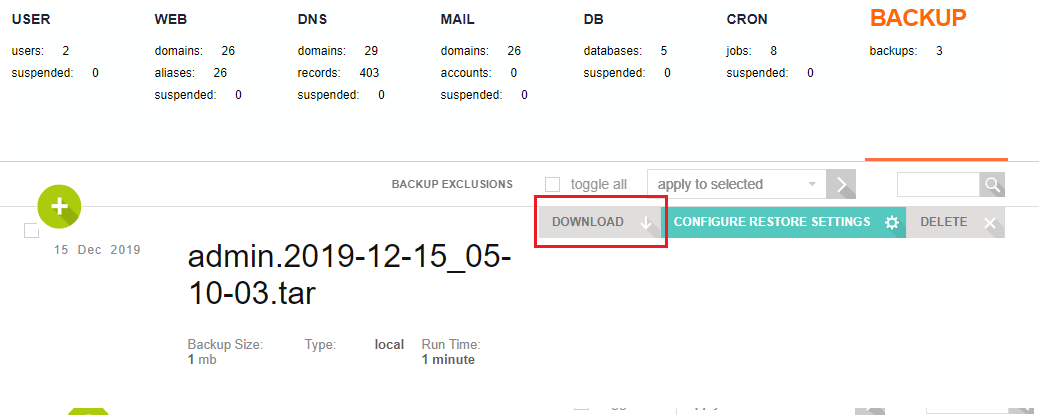 USER WEB DNS MAIL DB CRON BACKUP
users: 2 domains: 26 domains: 29 domains: 26 databases: 5 jobs: 8 backups: 3
suspended: 0 aliases: 26 records: 403 accounts: 0 suspended: 0 suspended: 0
suspended: 0 suspended: 0 suspended: 0
BACKUP EXCLUSIONS toggle all apply to selected
DOWNLOAD CONFIGURE RESTORE SETTINGS DELETE
15 Dec 2019
admin.2019-12-15_05-
10-03.tar
Backup Size: Type: local Run Time:
1 mb 1 minute